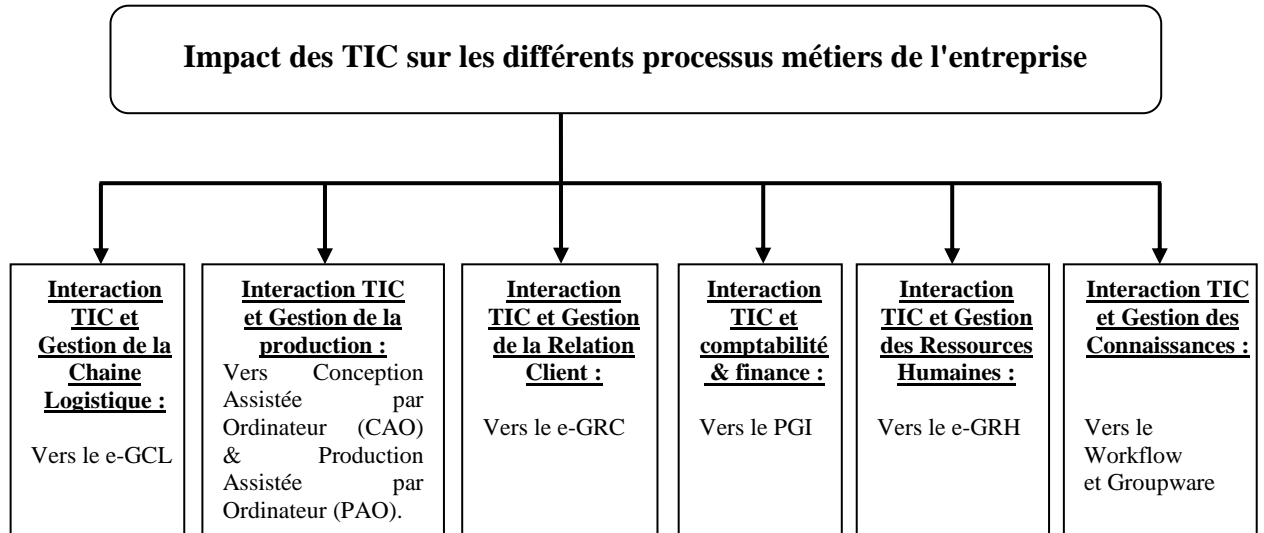 Impact des TIC sur les différents processus métiers de l'entreprise
Interaction
TIC et
Gestion de la
Chaine
Logistique :
Vers le e-GCL
Interaction TIC
et Gestion de la
production :
Vers Conception
Assistée par
Ordinateur (CAO)
& Production
Assistée par
Ordinateur (PAO).
Interaction
TIC et Gestion
de la Relation
Client :
Vers le e-GRC
Interaction
TIC et
comptabilité
& finance :
Vers le PGI
Interaction
TIC et Gestion
des Ressources
Humaines :
Vers le e-GRH
Interaction TIC
et Gestion des
Connaissances :
Vers le
Workflow
et Groupware